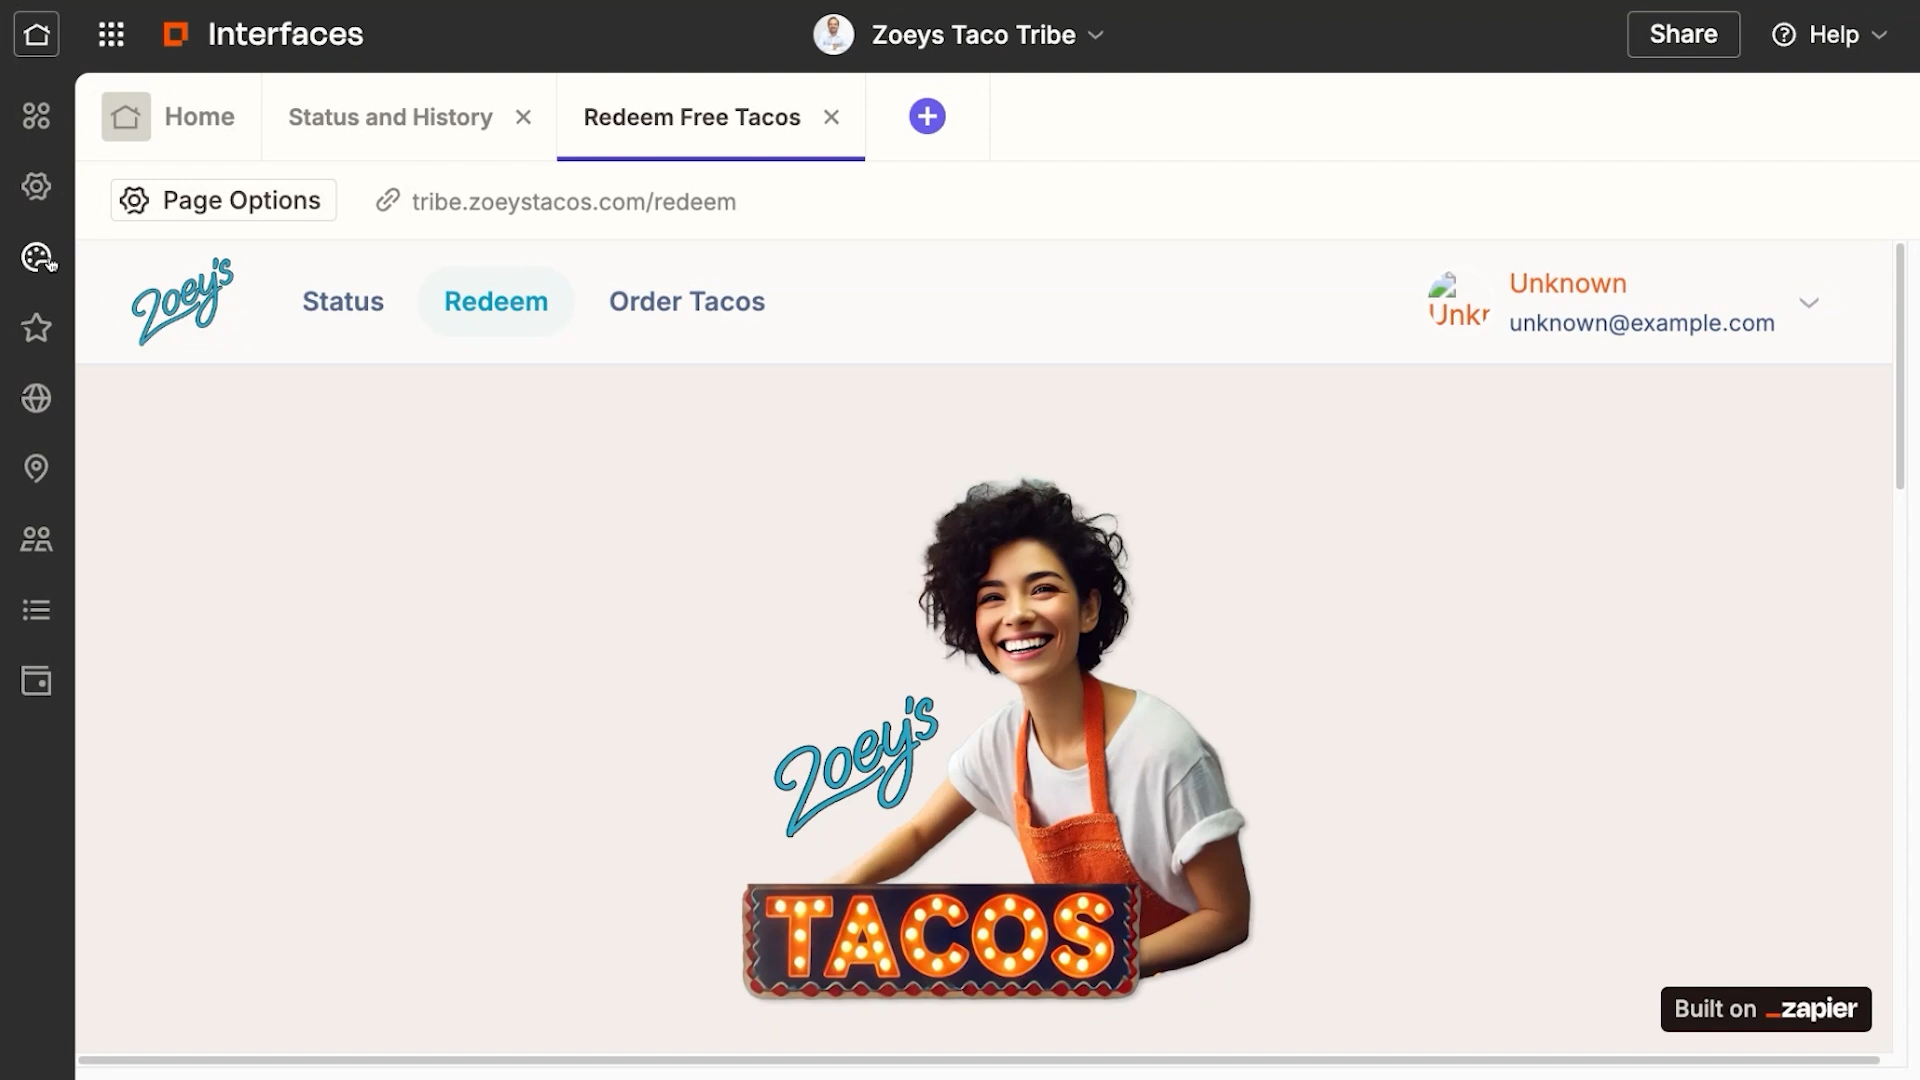 Interfaces
Zoeys Taco Tribe
Share
Help
Home
Status and History
Redeem Free Tacos
Page Options
tribe.zoeystacos.com/redeem
Zoey's
Status
Redeem
Order Tacos
Unkr
Unknown
unknown@example.com
Zoey's
TACOS
Built on _zapier